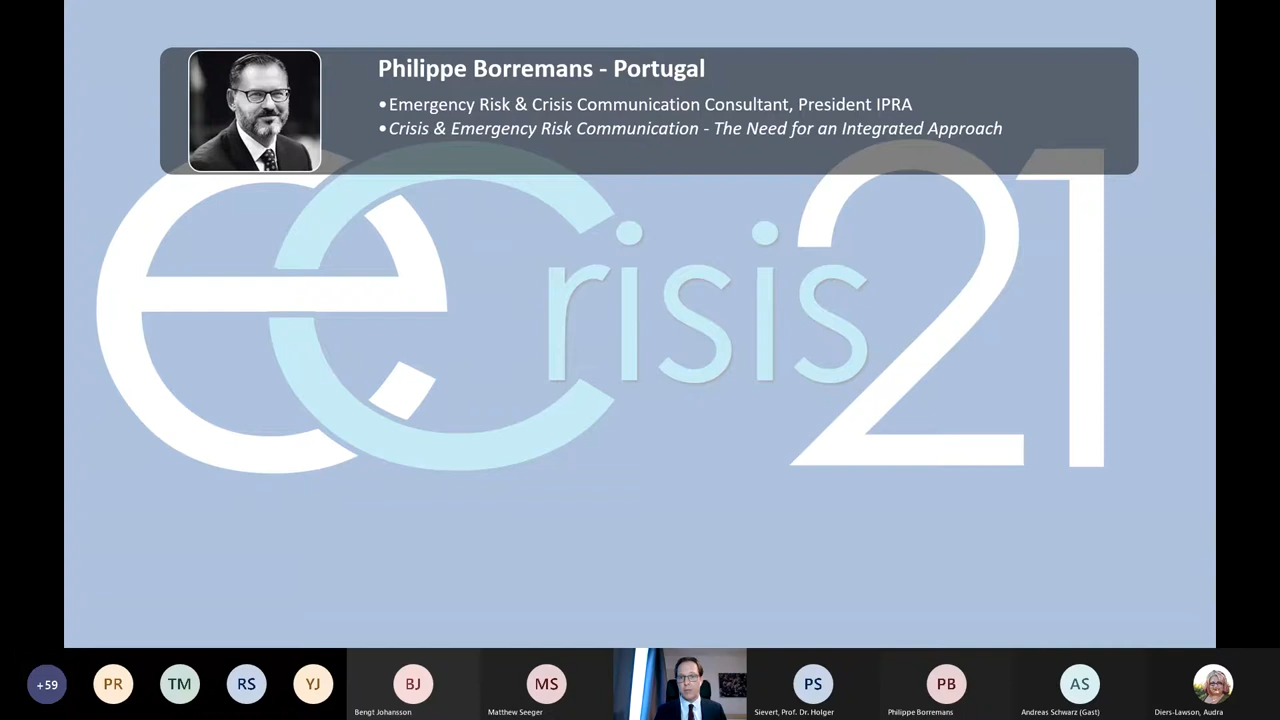 Philippe Borremans - Portugal
•Emergency Risk & Crisis Communication Consultant, President IPRA
•Crisis & Emergency Risk Communication - The Need for an Integrated Approach
eCrisis21
+59
PR
TM
RS
YJ
BJ
MS
PS
PB
AS
Bengt Johansson
Matthew Seeger
Sievert, Prof. Dr. Holger
Philippe Borremans
Andreas Schwarz (Gast)
Diers-Lawson, Audra